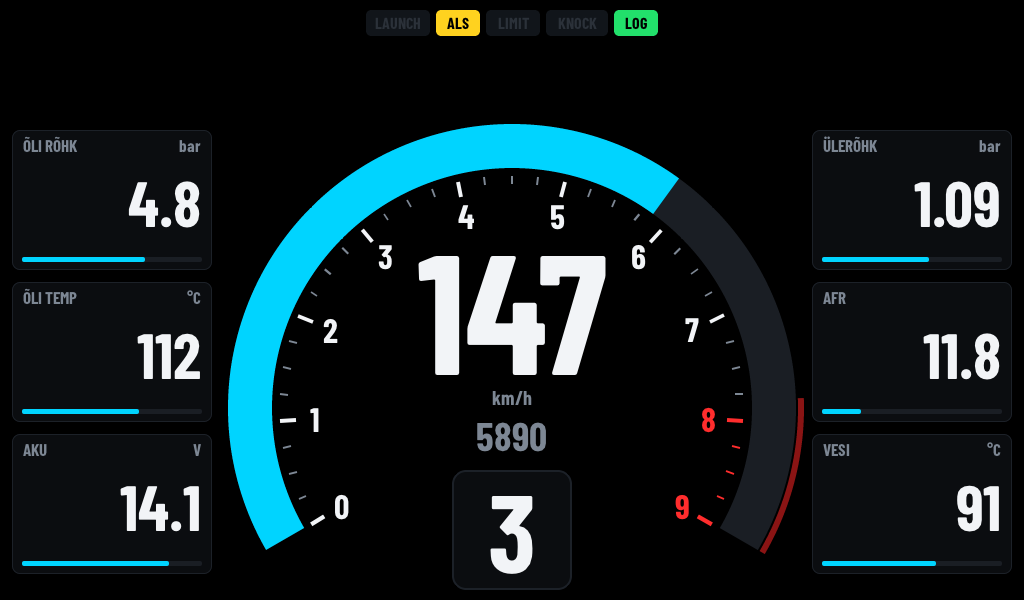 LAUNCH ALS LIMIT KNOCK LOG
ÕLI RÕHK bar
4.8
ÕLI TEMP °C
112
AKU V
14.1
0
1
2
3
4
5
6
7
8
9
147
km/h
5890
3
ÜLERÕHK bar
1.09
AFR
11.8
VESI °C
91